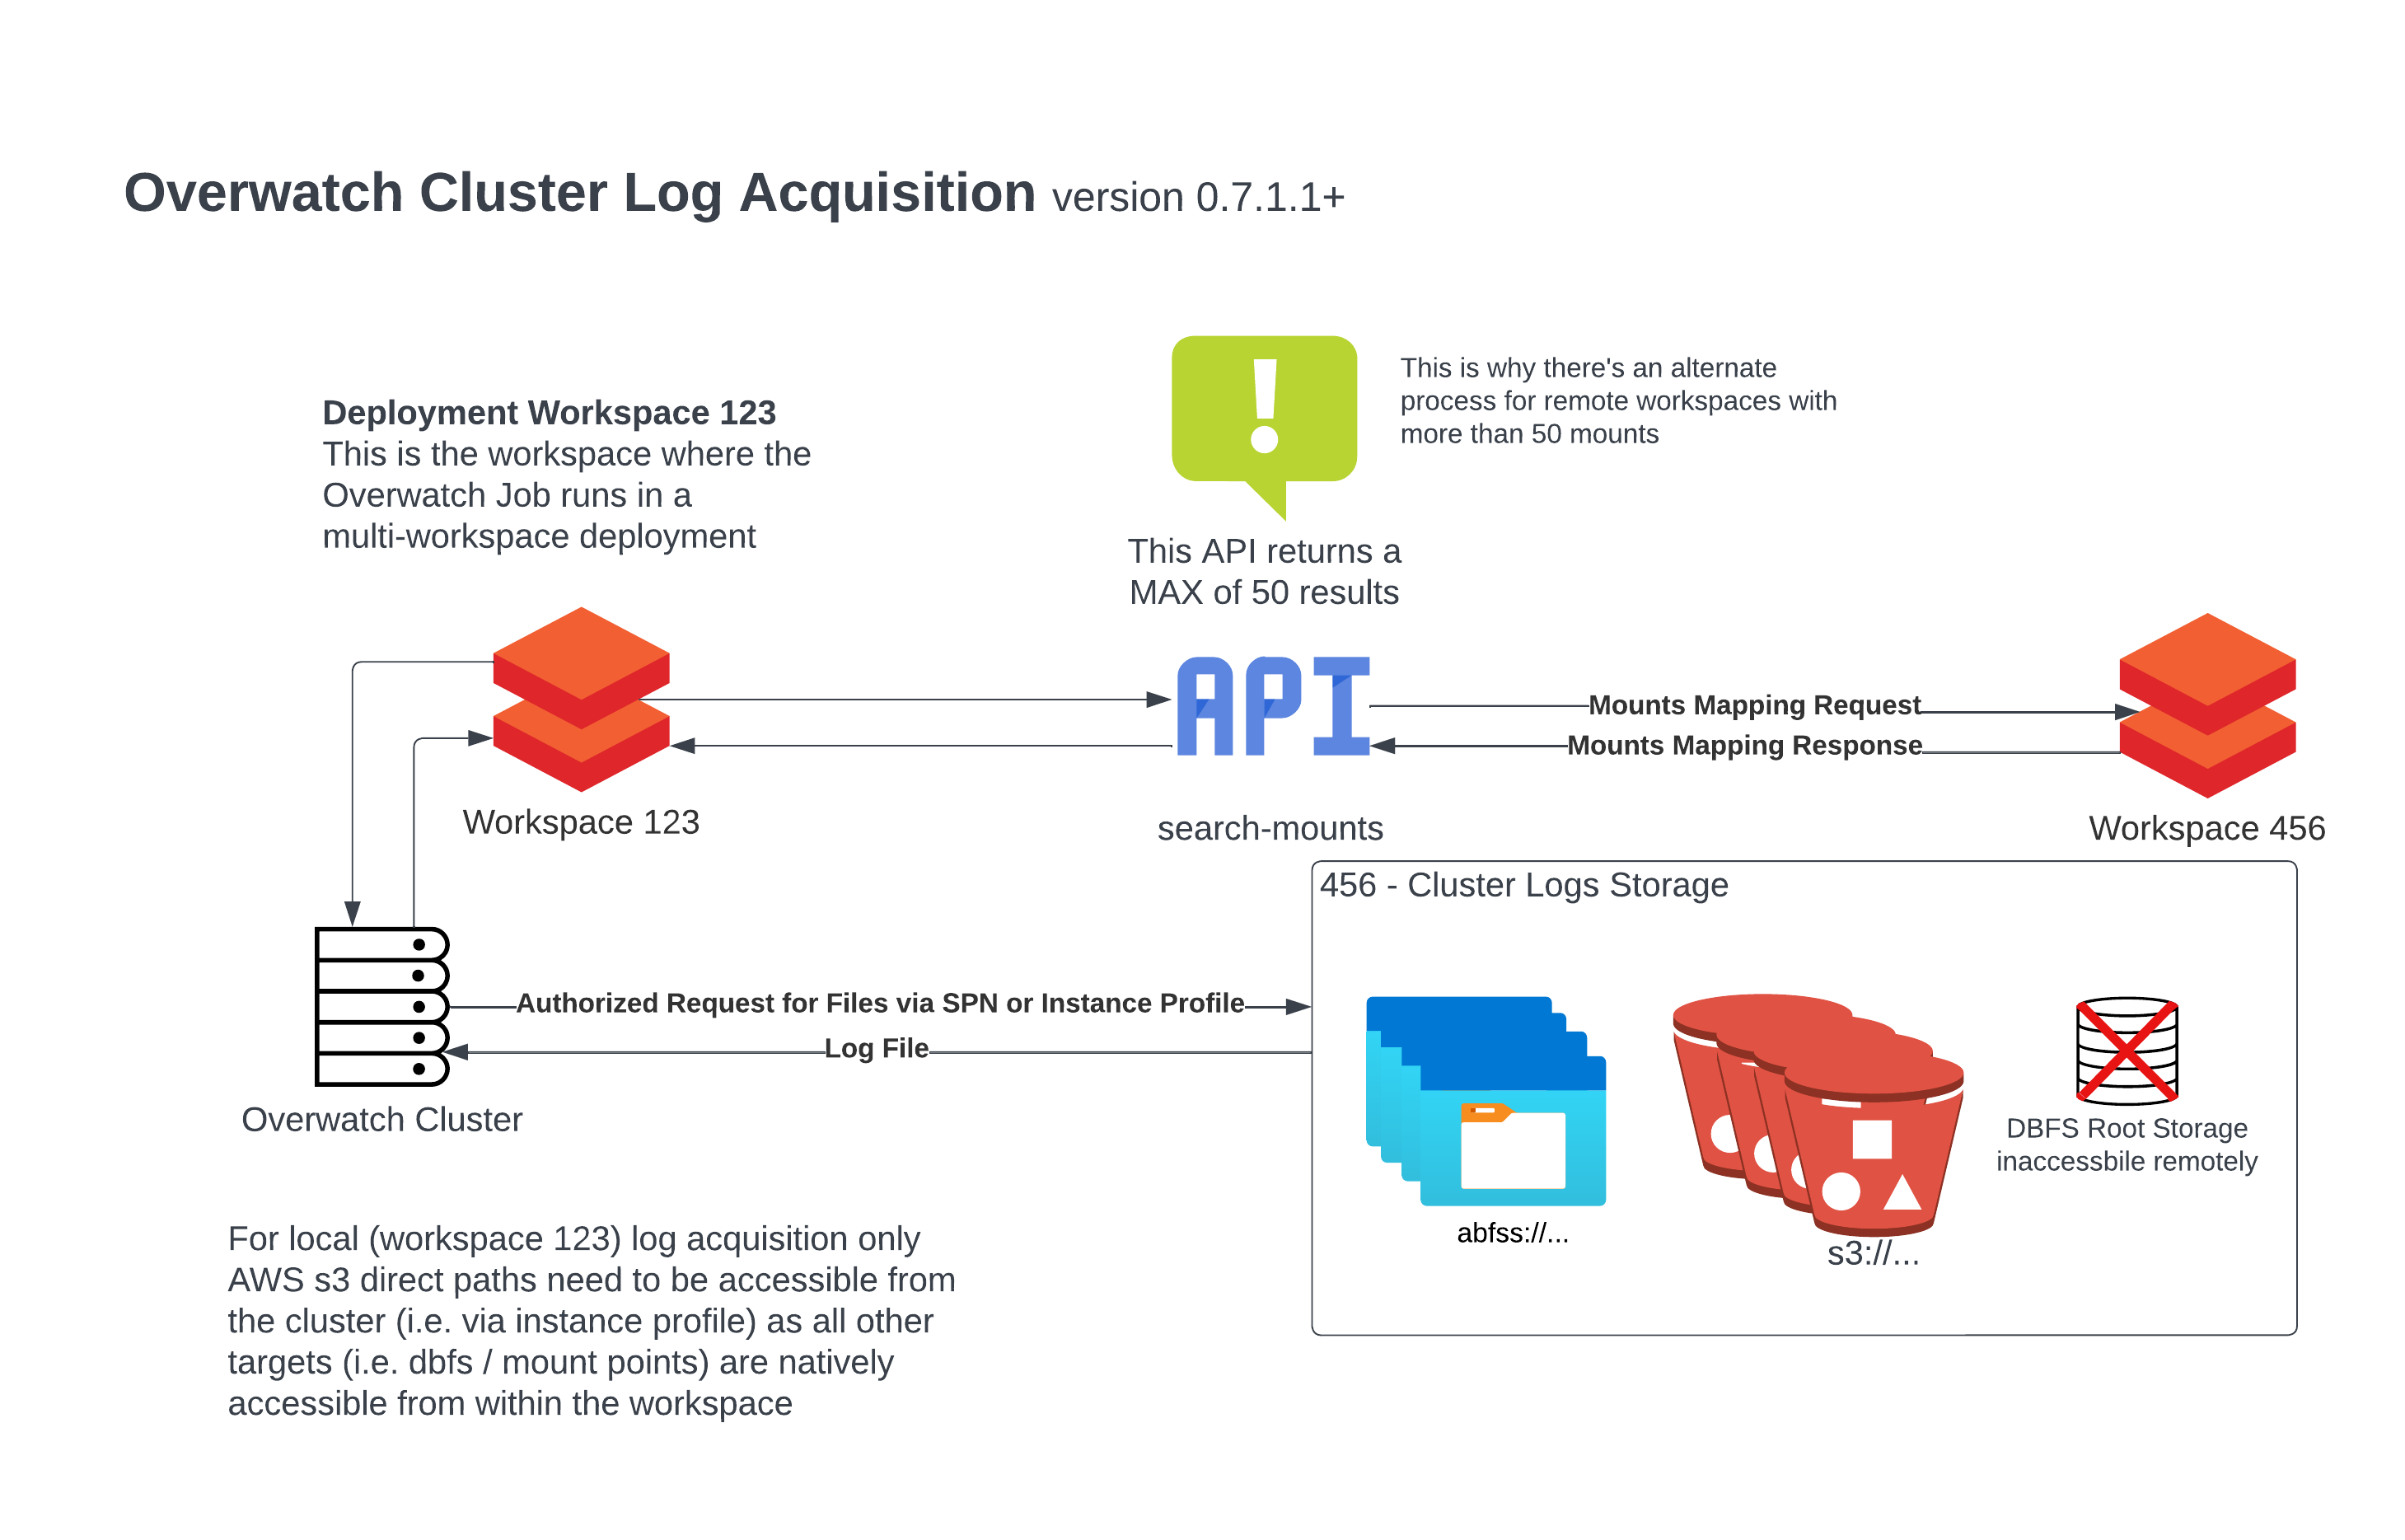 Overwatch Cluster Log Acquisition version 0.7.1.1+
This is why there's an alternate
process for remote workspaces with
more than 50 mounts
Deployment Workspace 123
This is the workspace where the
Overwatch Job runs in a
multi-workspace deployment
This API returns a
MAX of 50 results
API
Mounts Mapping Request
Mounts Mapping Response
Workspace 123
search-mounts
Workspace 456
456 - Cluster Logs Storage
Authorized Request for Files via SPN or Instance Profile
Log File
Overwatch Cluster
DBFS Root Storage
inaccessbile remotely
abfss://...
s3://...
For local (workspace 123) log acquisition only
AWS s3 direct paths need to be accessible from
the cluster (i.e. via instance profile) as all other
targets (i.e. dbfs / mount points) are natively
accessible from within the workspace